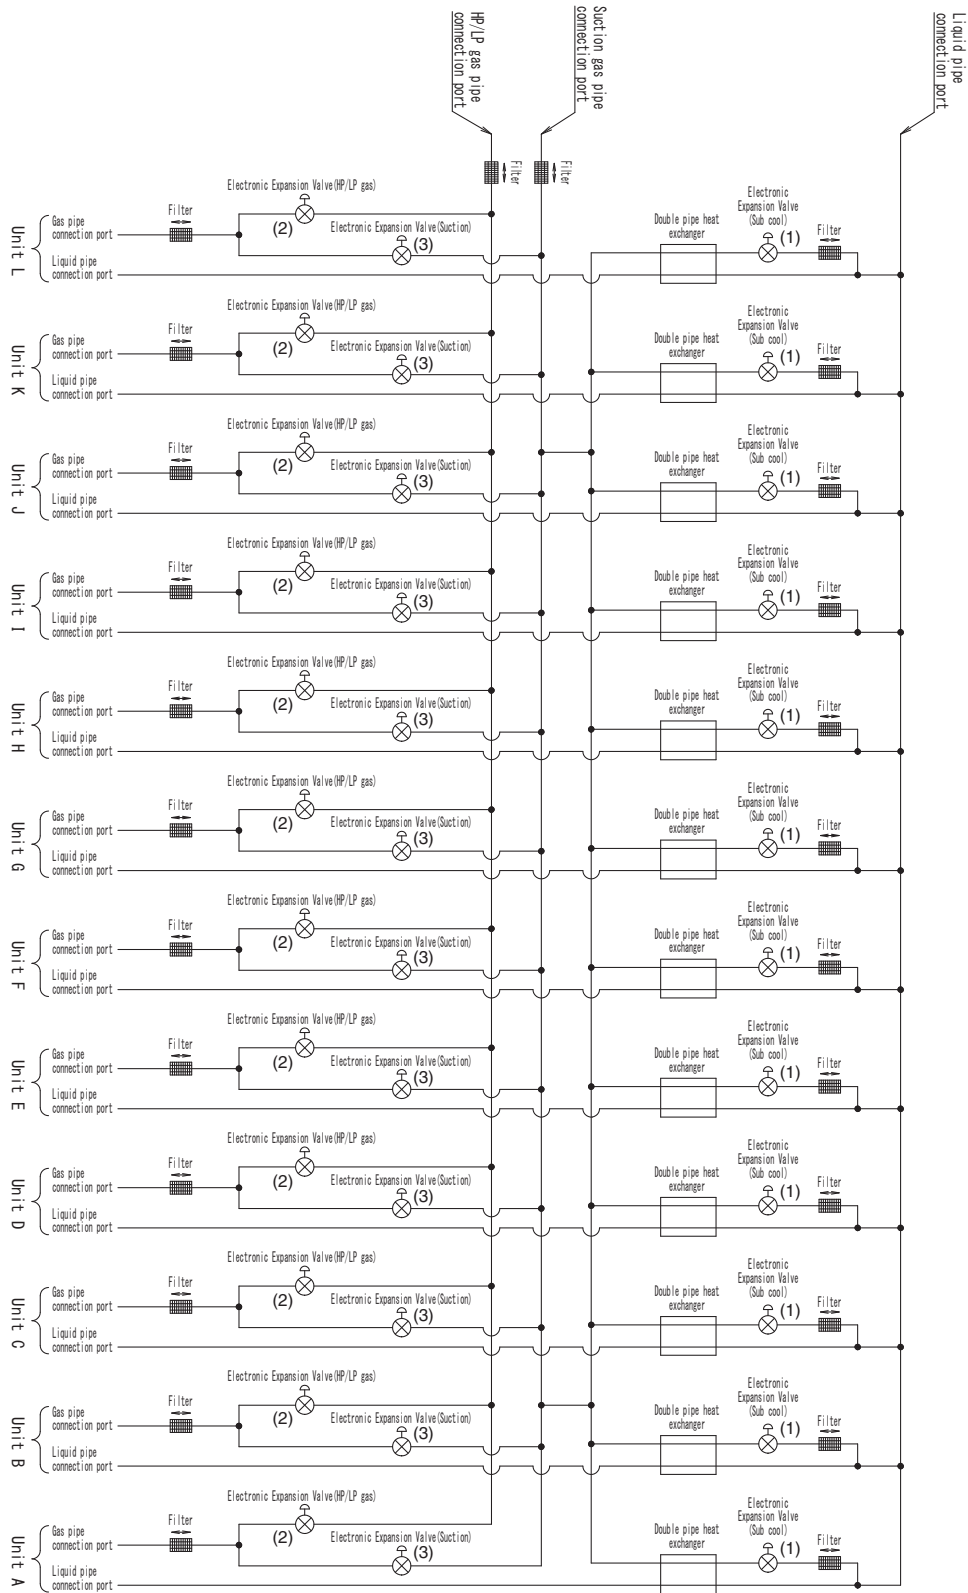 Liquid pipe
connection port
Suction gas pipe
connection port
HP/LP gas pipe
connection port
Filter
Filter
Electronic
Expansion Valve
(Sub cool)
(1)
Filter
Double pipe heat
exchanger
Electronic Expansion Valve(HP/LP gas)
(2)
Electronic Expansion Valve(Suction)
(3)
Filter
Gas pipe
connection port
Liquid pipe
connection port
Unit L
Electronic
Expansion Valve
(Sub cool)
(1)
Filter
Double pipe heat
exchanger
Electronic Expansion Valve(HP/LP gas)
(2)
Electronic Expansion Valve(Suction)
(3)
Filter
Gas pipe
connection port
Liquid pipe
connection port
Unit K
Electronic
Expansion Valve
(Sub cool)
(1)
Filter
Double pipe heat
exchanger
Electronic Expansion Valve(HP/LP gas)
(2)
Electronic Expansion Valve(Suction)
(3)
Filter
Gas pipe
connection port
Liquid pipe
connection port
Unit J
Electronic
Expansion Valve
(Sub cool)
(1)
Filter
Double pipe heat
exchanger
Electronic Expansion Valve(HP/LP gas)
(2)
Electronic Expansion Valve(Suction)
(3)
Filter
Gas pipe
connection port
Liquid pipe
connection port
Unit I
Electronic
Expansion Valve
(Sub cool)
(1)
Filter
Double pipe heat
exchanger
Electronic Expansion Valve(HP/LP gas)
(2)
Electronic Expansion Valve(Suction)
(3)
Filter
Gas pipe
connection port
Liquid pipe
connection port
Unit H
Electronic
Expansion Valve
(Sub cool)
(1)
Filter
Double pipe heat
exchanger
Electronic Expansion Valve(HP/LP gas)
(2)
Electronic Expansion Valve(Suction)
(3)
Filter
Gas pipe
connection port
Liquid pipe
connection port
Unit G
Electronic
Expansion Valve
(Sub cool)
(1)
Filter
Double pipe heat
exchanger
Electronic Expansion Valve(HP/LP gas)
(2)
Electronic Expansion Valve(Suction)
(3)
Filter
Gas pipe
connection port
Liquid pipe
connection port
Unit F
Electronic
Expansion Valve
(Sub cool)
(1)
Filter
Double pipe heat
exchanger
Electronic Expansion Valve(HP/LP gas)
(2)
Electronic Expansion Valve(Suction)
(3)
Filter
Gas pipe
connection port
Liquid pipe
connection port
Unit E
Electronic
Expansion Valve
(Sub cool)
(1)
Filter
Double pipe heat
exchanger
Electronic Expansion Valve(HP/LP gas)
(2)
Electronic Expansion Valve(Suction)
(3)
Filter
Gas pipe
connection port
Liquid pipe
connection port
Unit D
Electronic
Expansion Valve
(Sub cool)
(1)
Filter
Double pipe heat
exchanger
Electronic Expansion Valve(HP/LP gas)
(2)
Electronic Expansion Valve(Suction)
(3)
Filter
Gas pipe
connection port
Liquid pipe
connection port
Unit C
Electronic
Expansion Valve
(Sub cool)
(1)
Filter
Double pipe heat
exchanger
Electronic Expansion Valve(HP/LP gas)
(2)
Electronic Expansion Valve(Suction)
(3)
Filter
Gas pipe
connection port
Liquid pipe
connection port
Unit B
Electronic
Expansion Valve
(Sub cool)
(1)
Filter
Double pipe heat
exchanger
Electronic Expansion Valve(HP/LP gas)
(2)
Electronic Expansion Valve(Suction)
(3)
Filter
Gas pipe
connection port
Liquid pipe
connection port
Unit A